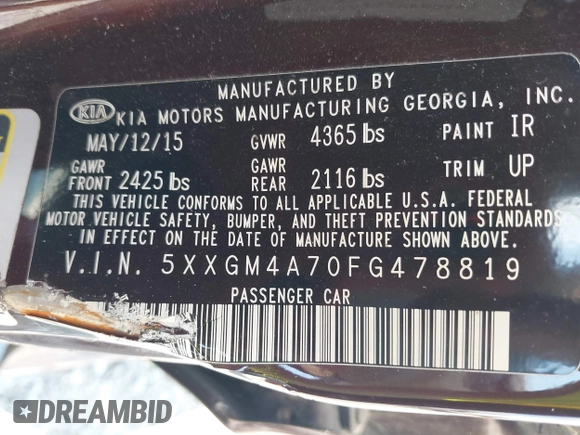 MANUFACTURED BY
KIA KIA MOTORS MANUFACTURING GEORGIA, INC.
MAY/12/15 GVWR 4365 lbs PAINT IR
GAWR FRONT 2425 lbs GAWR REAR 2116 lbs TRIM UP
THIS VEHICLE CONFORMS TO ALL APPLICABLE U.S.A. FEDERAL
MOTOR VEHICLE SAFETY, BUMPER, AND THEFT PREVENTION STANDARDS
IN EFFECT ON THE DATE OF MANUFACTURE SHOWN ABOVE.
V.I.N. 5XXGM4A70FG478819
PASSENGER CAR
DREAMBID